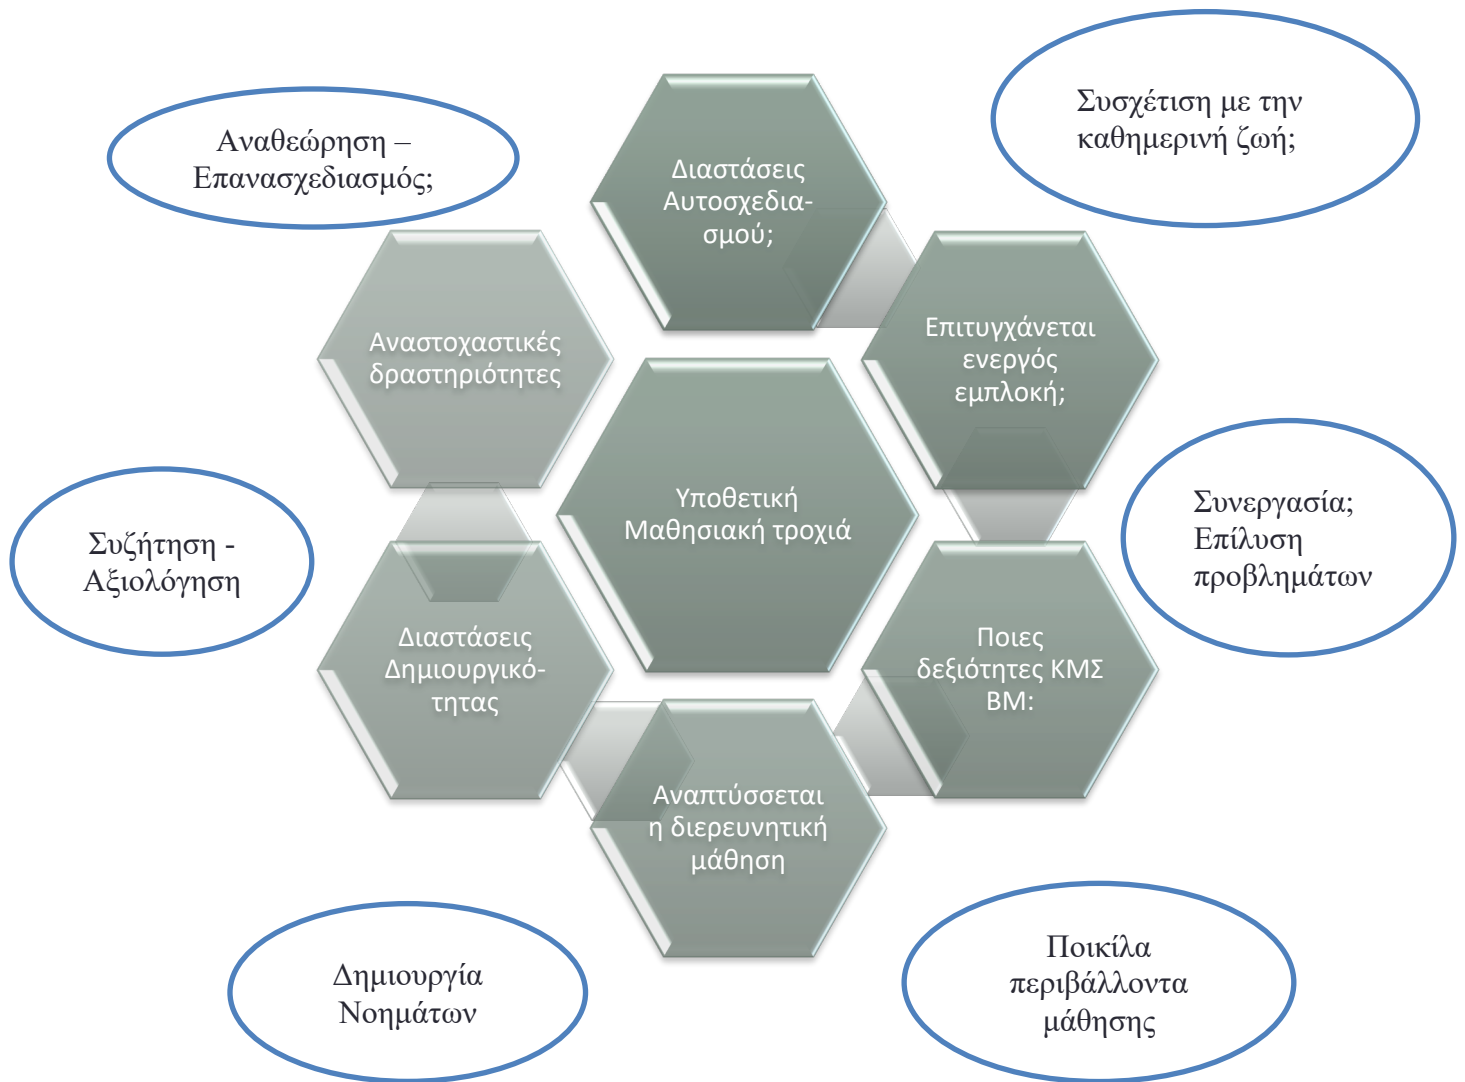 Συσχέτιση με την
καθημερινή ζωή;
Αναθεώρηση –
Επανασχεδιασμός;
Διαστάσεις
Αυτοσχεδια-
σμού;
Επιτυγχάνεται
ενεργός
εμπλοκή;
Αναστοχαστικές
δραστηριότητες
Υποθετική
Μαθησιακή τροχιά
Συνεργασία;
Επίλυση
προβλημάτων
Συζήτηση -
Αξιολόγηση
Διαστάσεις
Δημιουργικό-
τητας
Ποιες
δεξιότητες ΚΜΣ
ΒΜ:
Αναπτύσσεται
η διερευνητική
μάθηση
Δημιουργία
Νοημάτων
Ποικίλα
περιβάλλοντα
μάθησης